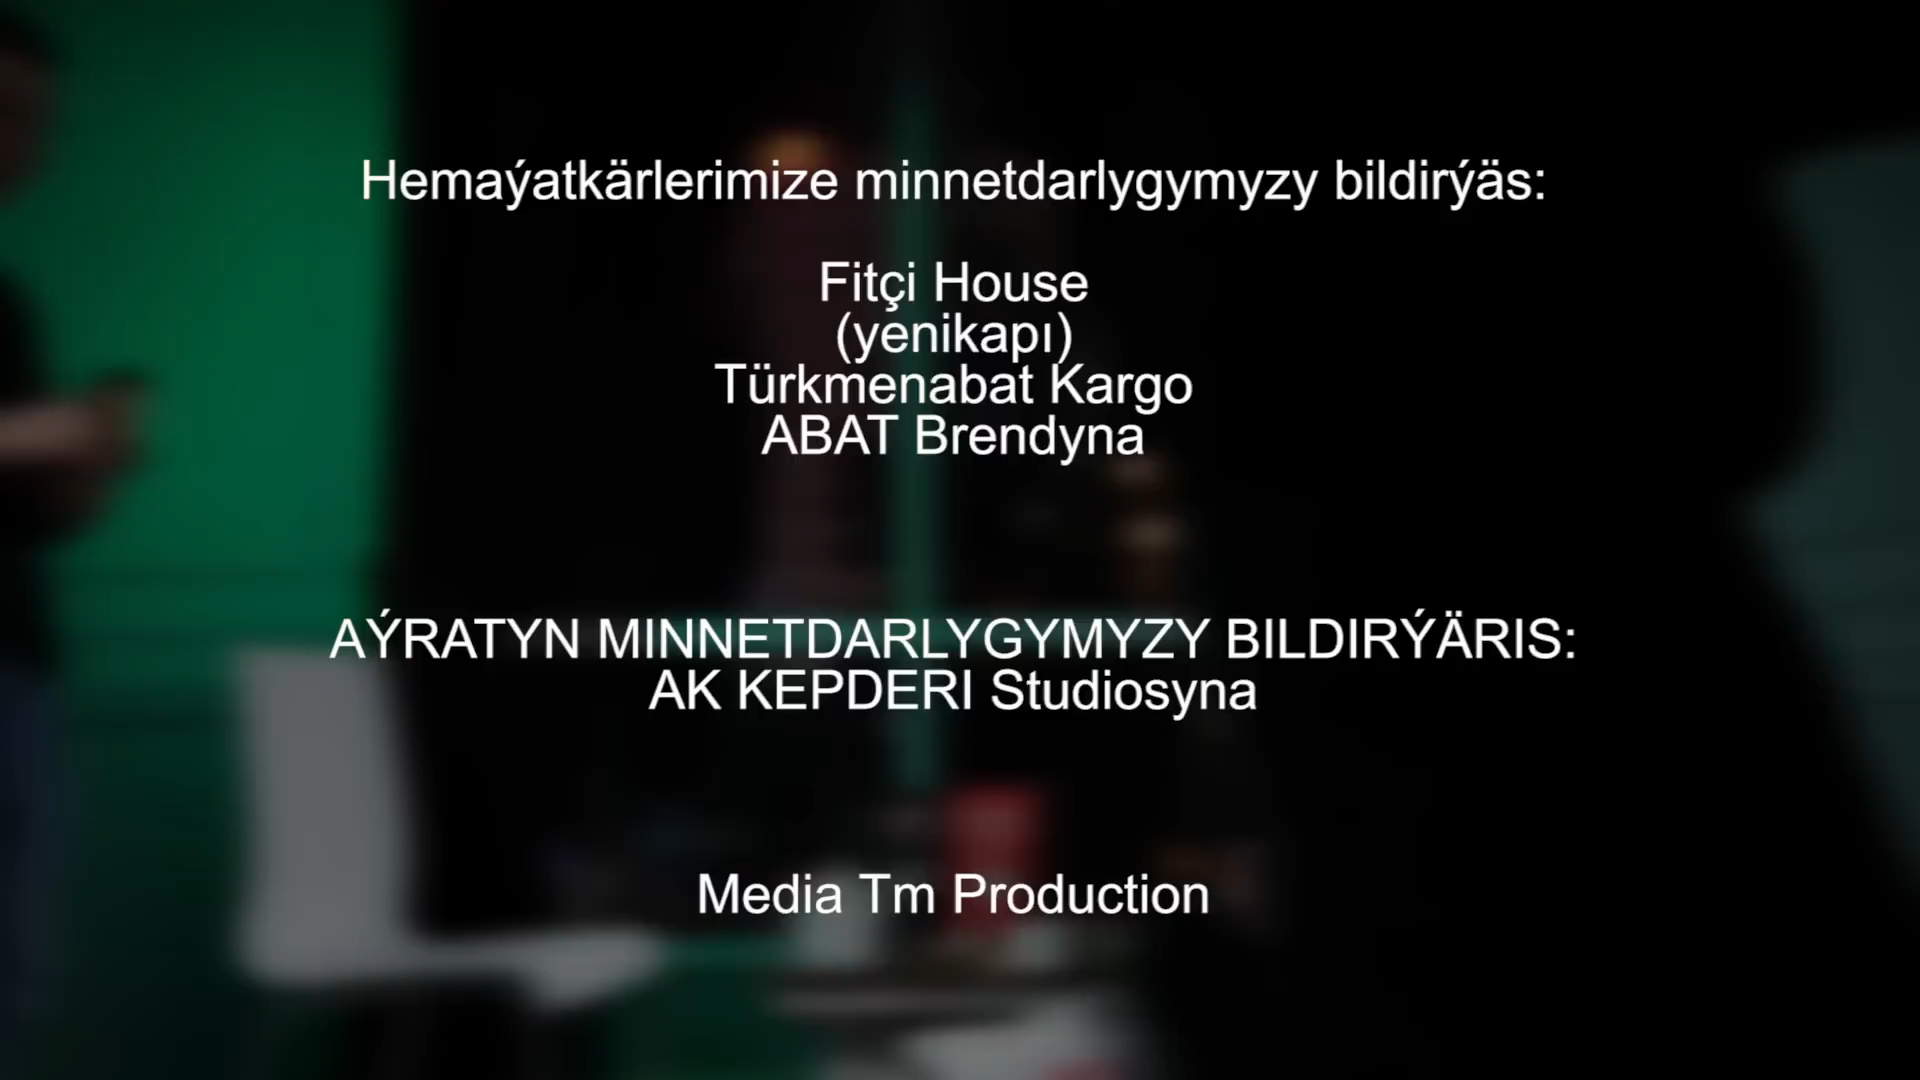 Hemaýatkärlerimize minnetdarlygymyzy bildirýäs:
Fitçi House
(yenikapı)
Türkmenabat Kargo
ABAT Brendyna
AÝRATYN MINNETDARLYGYMYZY BILDIRÝÄRIS:
AK KEPDERI Studiosyna
Media Tm Production